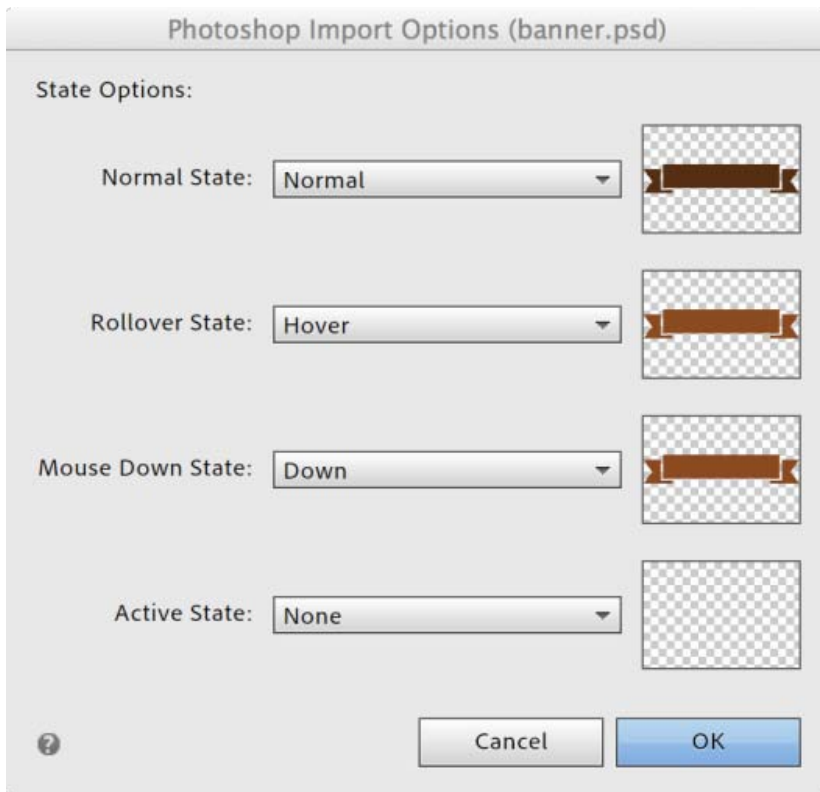 Photoshop Import Options (banner.psd)
State Options:
Normal State: Normal
Rollover State: Hover
Mouse Down State: Down
Active State: None
? Cancel OK